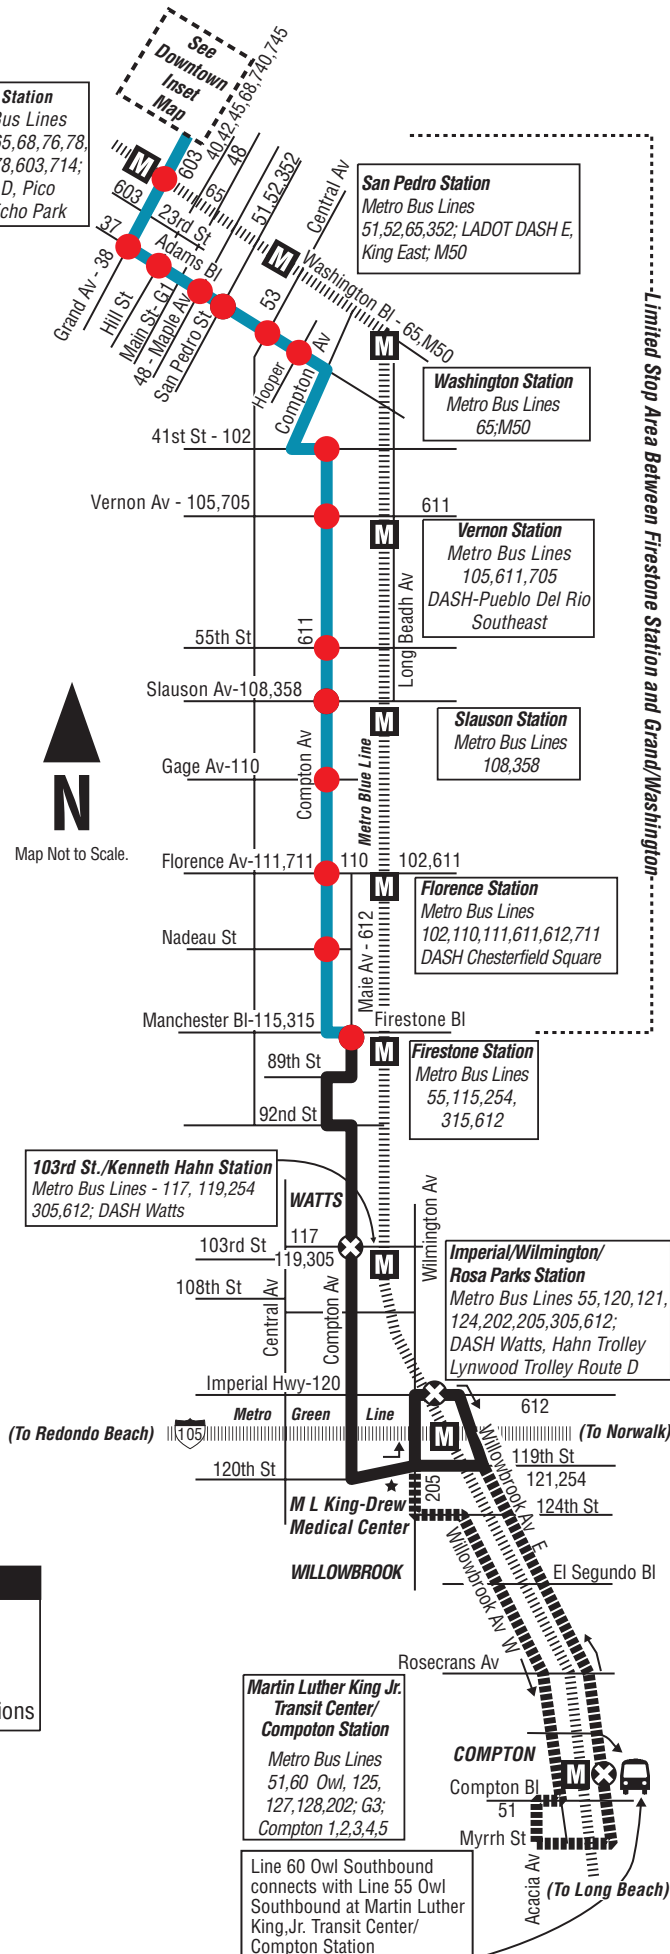 See
Downtown
Inset
Map
40,42,45,68,740,745
Station
Bus Lines
65,68,76,78,
78,603,714;
D, Pico
Echo Park
M
603
603
65
48
51,52,352
Central Av
37
23rd St
Adams Bl
Grand Av - 38
Hill St
Main St- G1
48 - Maple Av
San Pedro St
53
Hooper
Av
Compton
M
Washington Bl - 65,M50
San Pedro Station
Metro Bus Lines
51,52,65,352; LADOT DASH E,
King East; M50
Limited Stop Area Between Firestone Station and Grand/Washington
M
Washington Station
Metro Bus Lines
65;M50
41st St - 102
Vernon Av - 105,705
611
M
Vernon Station
Metro Bus Lines
105,611,705
DASH-Pueblo Del Rio
Southeast
Long Beadh Av
55th St
611
Slauson Av-108,358
M
Slauson Station
Metro Bus Lines
108,358
N
Map Not to Scale.
Gage Av-110
Compton Av
Metro Blue Line
Florence Av-111,711
110
102,611
M
Florence Station
Metro Bus Lines
102,110,111,611,612,711
DASH Chesterfield Square
Nadeau St
Maie Av - 612
Manchester Bl-115,315
Firestone Bl
M
Firestone Station
Metro Bus Lines
55,115,254,
315,612
89th St
92nd St
103rd St./Kenneth Hahn Station
Metro Bus Lines - 117, 119,254
305,612; DASH Watts
WATTS
Wilmington Av
103rd St
117
119,305
M
108th St
Central Av
Compton Av
Imperial/Wilmington/
Rosa Parks Station
Metro Bus Lines 55,120,121,
124,202,205,305,612;
DASH Watts, Hahn Trolley
Lynwood Trolley Route D
Imperial Hwy-120
612
(To Redondo Beach)
105
Metro Green Line
M
(To Norwalk)
120th St
119th St
121,254
M L King-Drew
Medical Center
205
124th St
Willowbrook Av E
WILLOWBROOK
Willowbrook Av W
El Segundo Bl
Rosecrans Av
ions
Martin Luther King Jr.
Transit Center/
Compoton Station
Metro Bus Lines
51,60 Owl, 125,
127,128,202; G3;
Compton 1,2,3,4,5
COMPTON
M
Compton Bl
51
Myrrh St
Acacia Av
(To Long Beach)
Line 60 Owl Southbound
connects with Line 55 Owl
Southbound at Martin Luther
King,Jr. Transit Center/
Compton Station